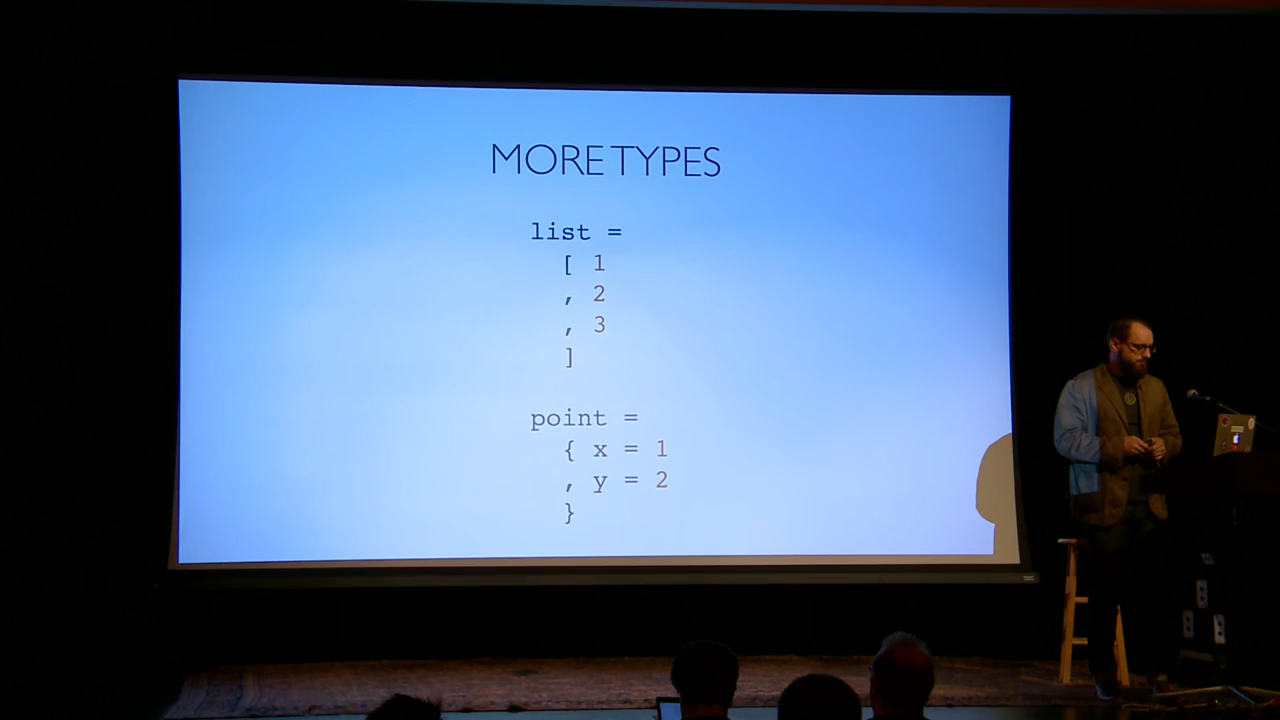 MORE TYPES
list =
[ 1
, 2
, 3
]
point =
{ x = 1
, y = 2
}